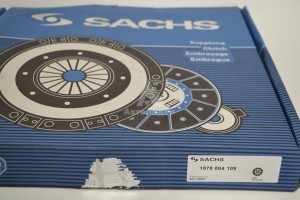 SACHS
Kupplung
Clutch
Embrayage
Embrague
SACHS
1878 004 109